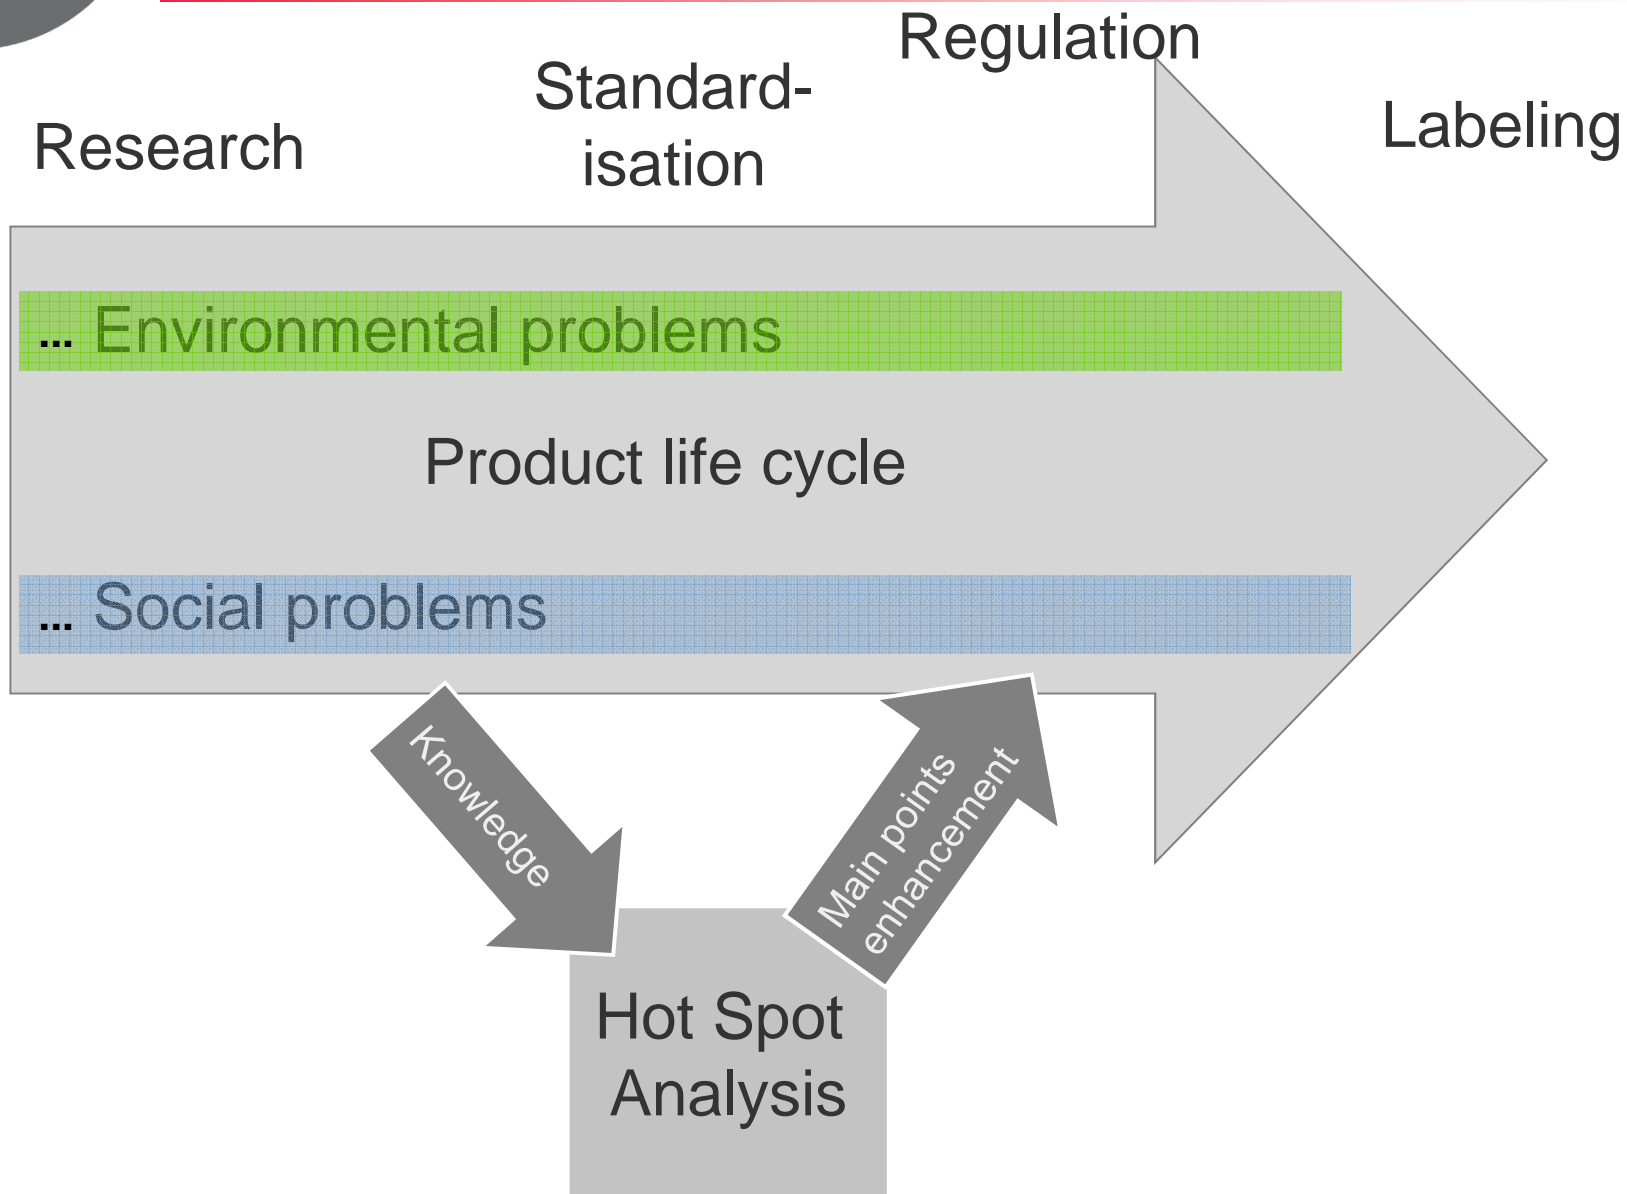 Regulation
Standard-
isation
Research
Labeling
... Environmental problems
Product life cycle
... Social problems
Knowledge
Main points
enhancement
Hot Spot
Analysis